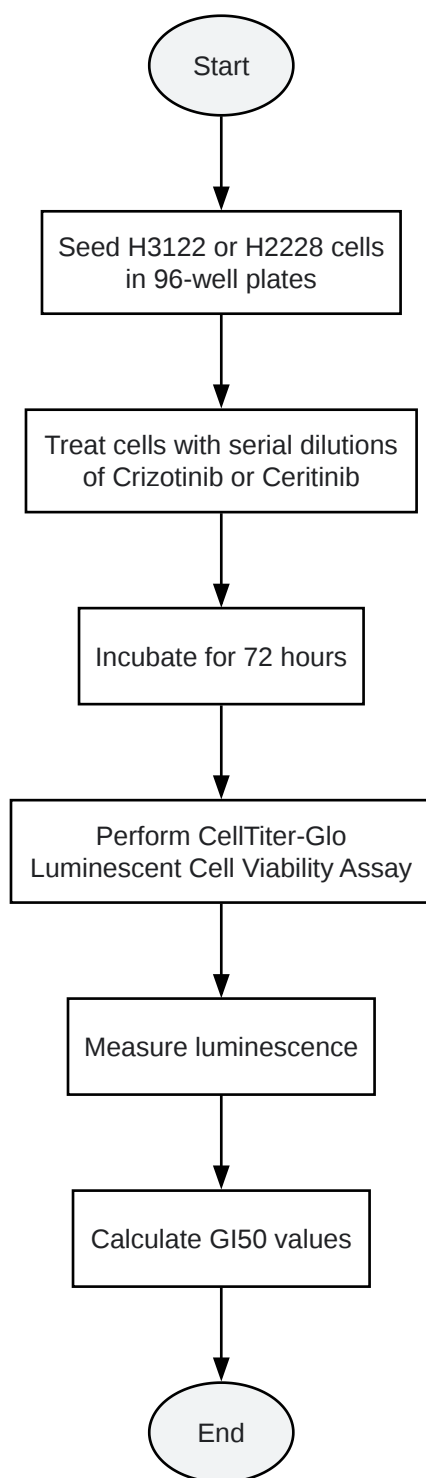 Start
Seed H3122 or H2228 cells
in 96-well plates
Treat cells with serial dilutions
of Crizotinib or Ceritinib
Incubate for 72 hours
Perform CellTiter-Glo
Luminescent Cell Viability Assay
Measure luminescence
Calculate GI50 values
End